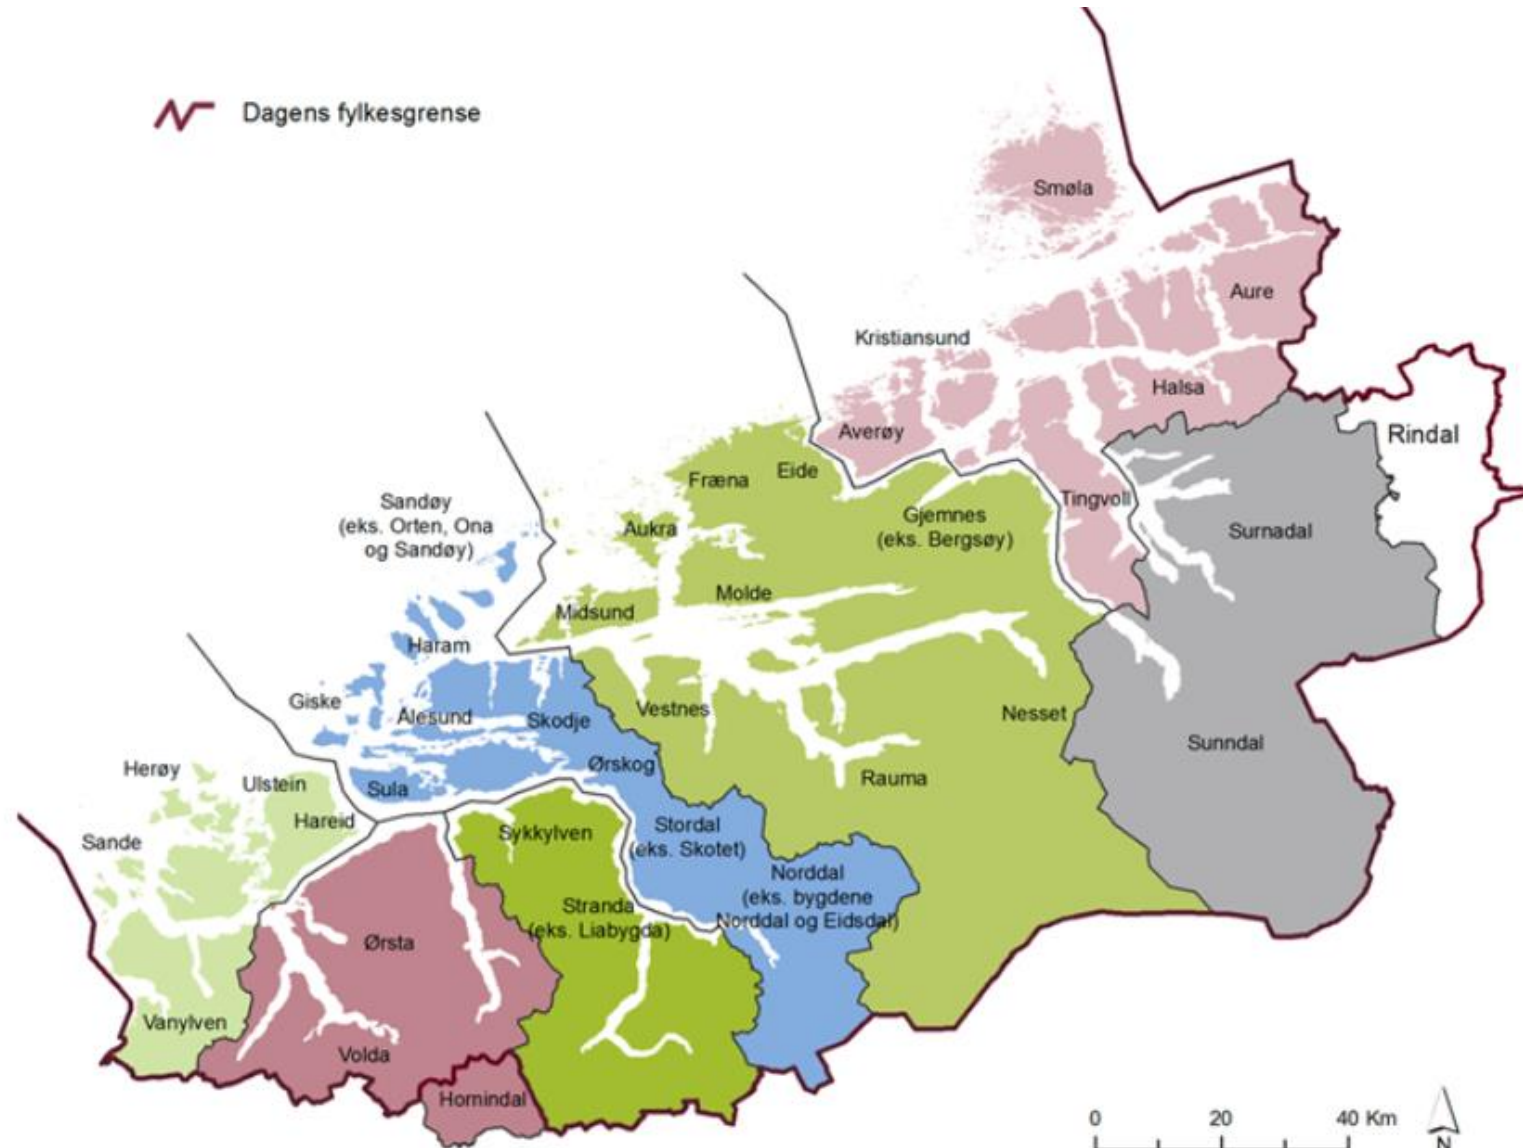 Dagens fylkesgrense
Smøla
Aure
Kristiansund
Halsa
Averøy
Rindal
Eide
Fræna
Tingvoll
Sandøy
(eks. Orten, Ona
og Sandøy)
Gjemnes
(eks. Bergsøy)
Aukra
Surnadal
Molde
Midsund
Haram
Giske
Vestnes
Ålesund
Skodje
Nesset
Sunndal
Ørskog
Herøy
Rauma
Ulstein
Sula
Hareid
Stordal
(eks. Skotet)
Sykkylven
Sande
Norddal
(eks. bygdene
Norddal og Eidsdal)
Stranda
(eks. Liabygda)
Ørsta
Vanylven
Volda
Hornindal
0 20 40 Km
N